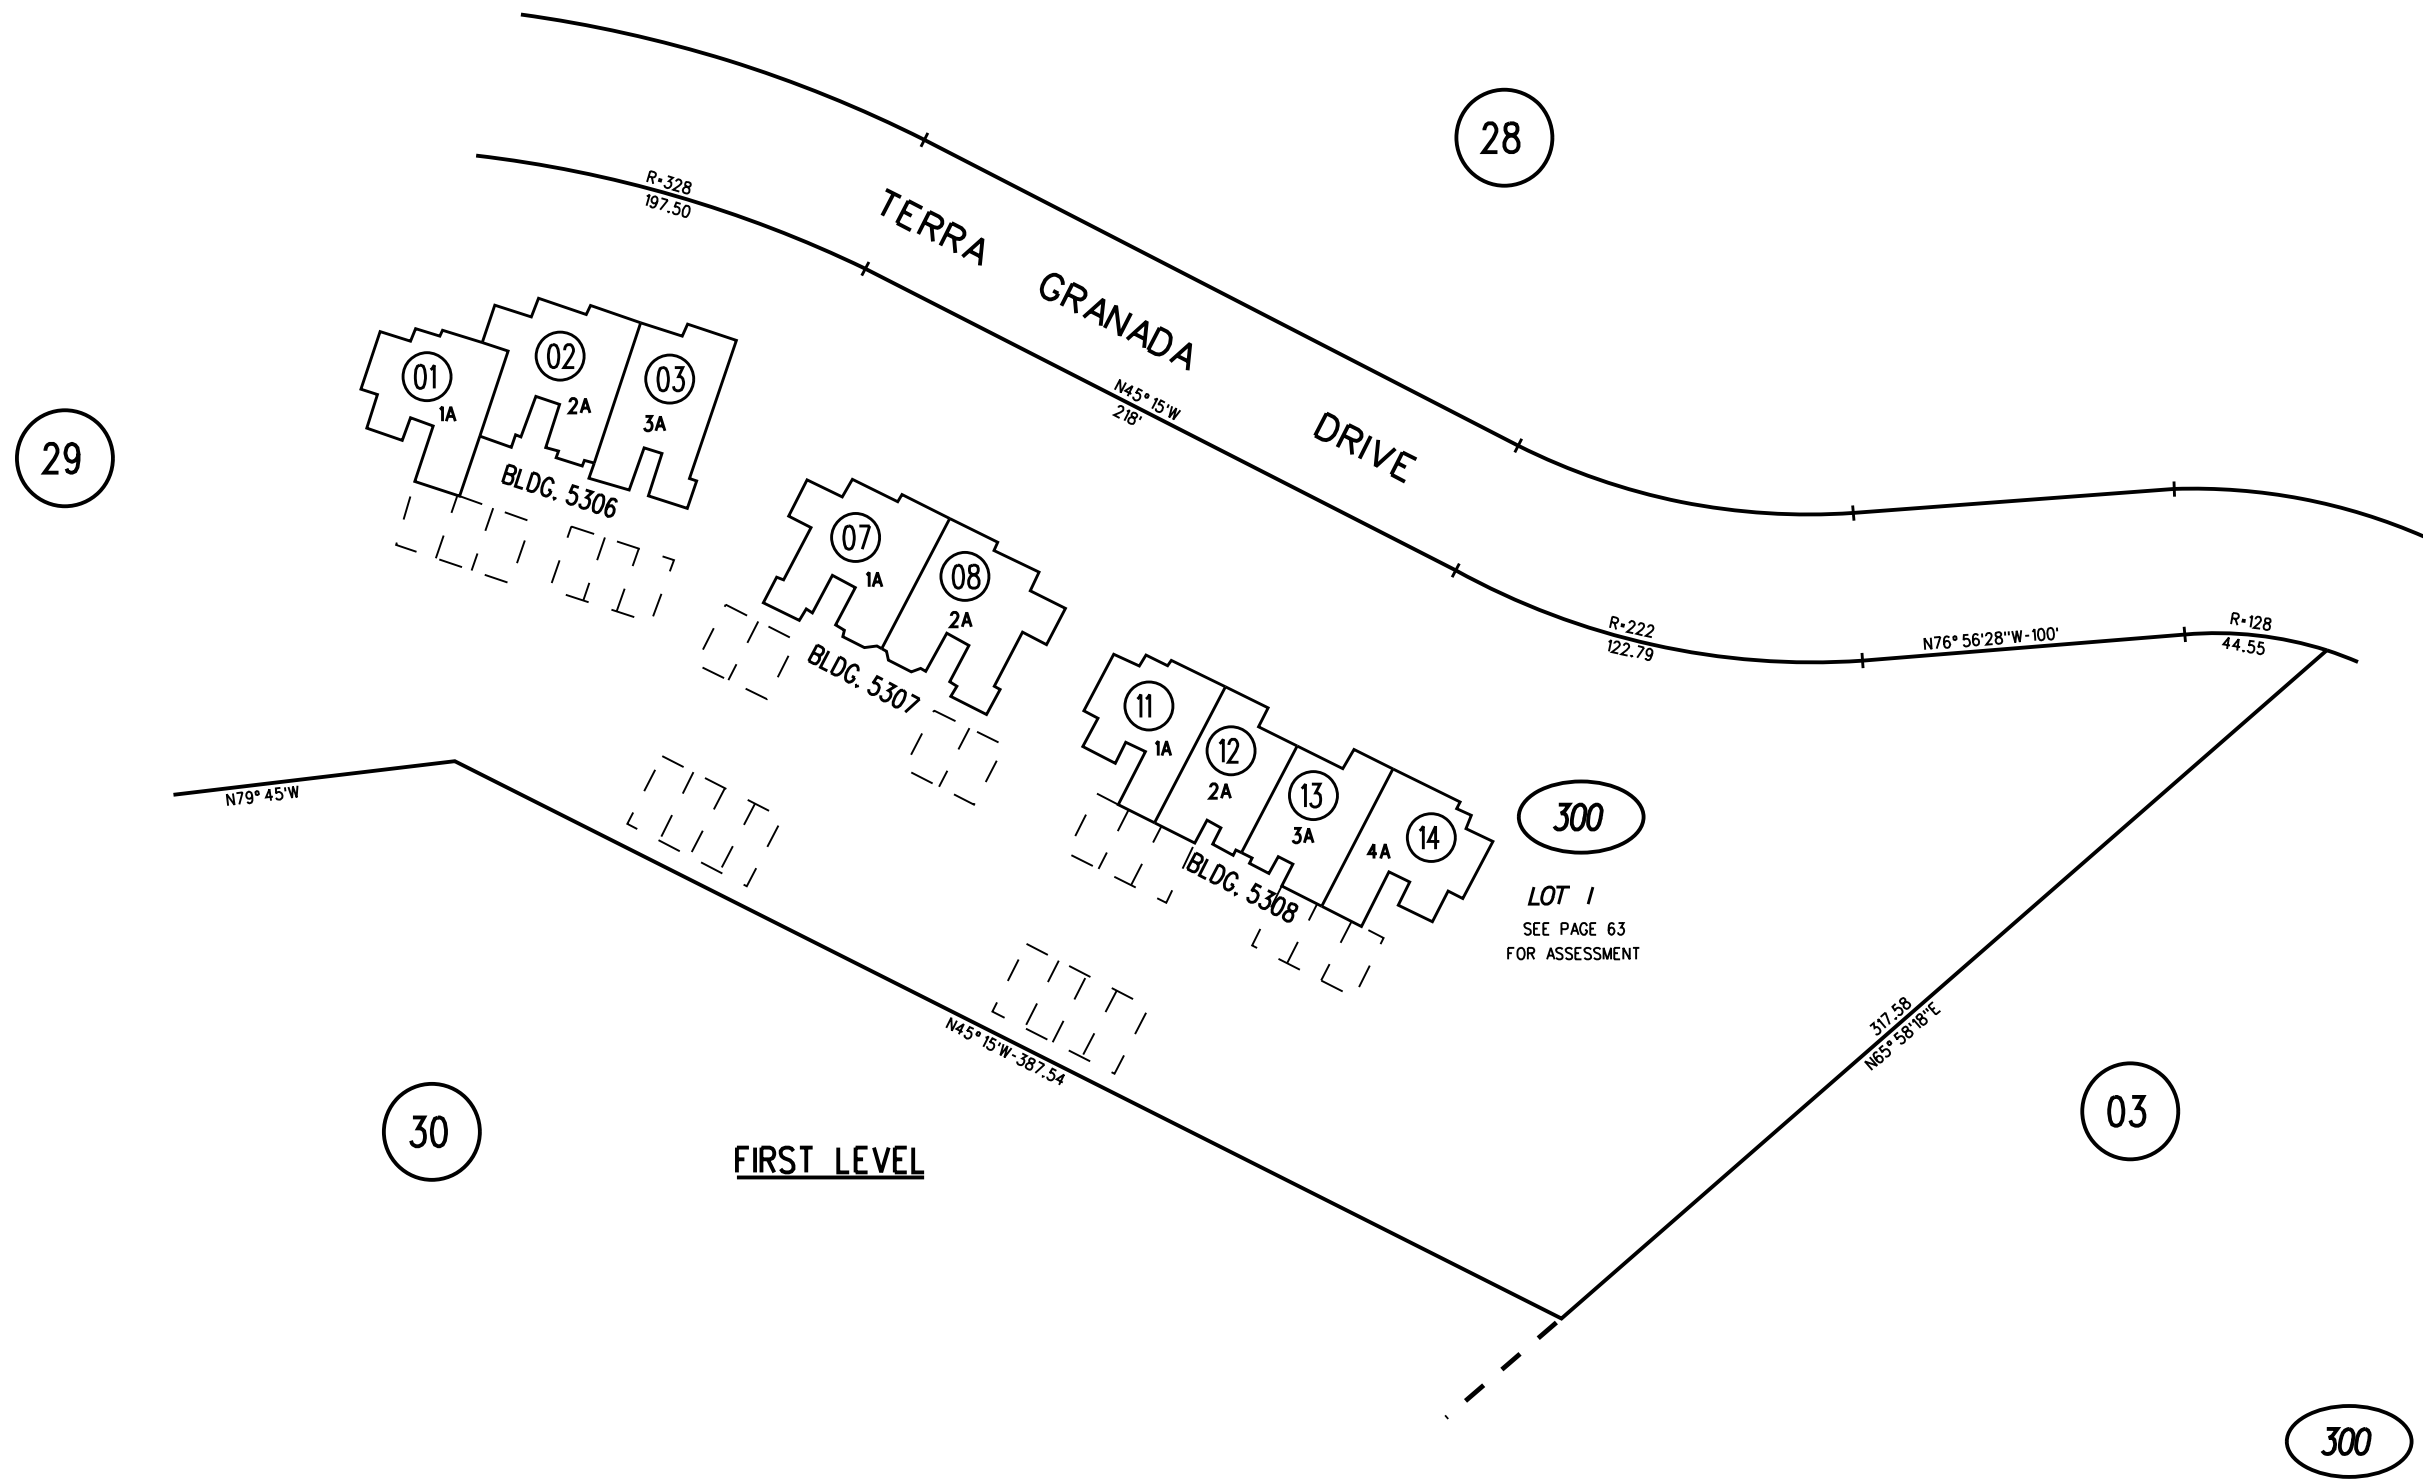 28
R=328
197.50
TERRA GRANADA DRIVE
N45°15'W
218'
29
01
1A
02
2A
03
3A
BLDG. 5306
07
1A
08
2A
BLDG. 5307
R=222
122.79
N76°56'28"W-100'
R=128
44.55
11
1A
12
2A
13
3A
14
4A
BLDG. 5308
300
LOT 1
SEE PAGE 63
FOR ASSESSMENT
N79°45'W
N45°15'W-387.54
317.58
N65°58'18"E
30
FIRST LEVEL
03
300